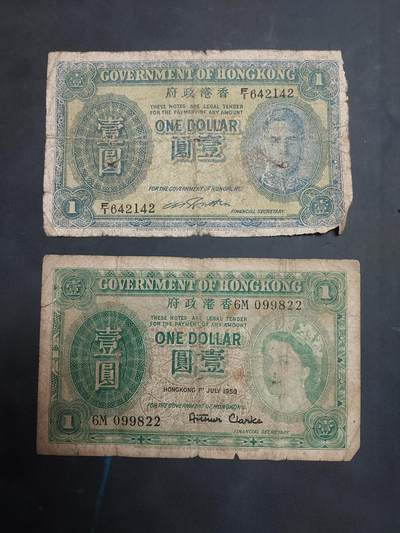 GOVERNMENT OF HONGKONG 1
府政港香 F/1 642142
THESE NOTES ARE LEGAL TENDER
FOR THE PAYMENT OF ANY AMOUNT
ONE DOLLAR
壹圓
圓壹
FOR THE GOVERNMENT OF HONGKONG
1 F/1 642142
FINANCIAL SECRETARY
GOVERNMENT OF HONGKONG 1
府政港香 6M 099822
THESE NOTES ARE LEGAL TENDER
FOR THE PAYMENT OF ANY AMOUNT
ONE DOLLAR
壹圓
圓壹
HONGKONG 1ST JULY 1959
FOR THE GOVERNMENT OF HONGKONG
1 6M 099822 Arthur Clarke 1
FINANCIAL SECRETARY